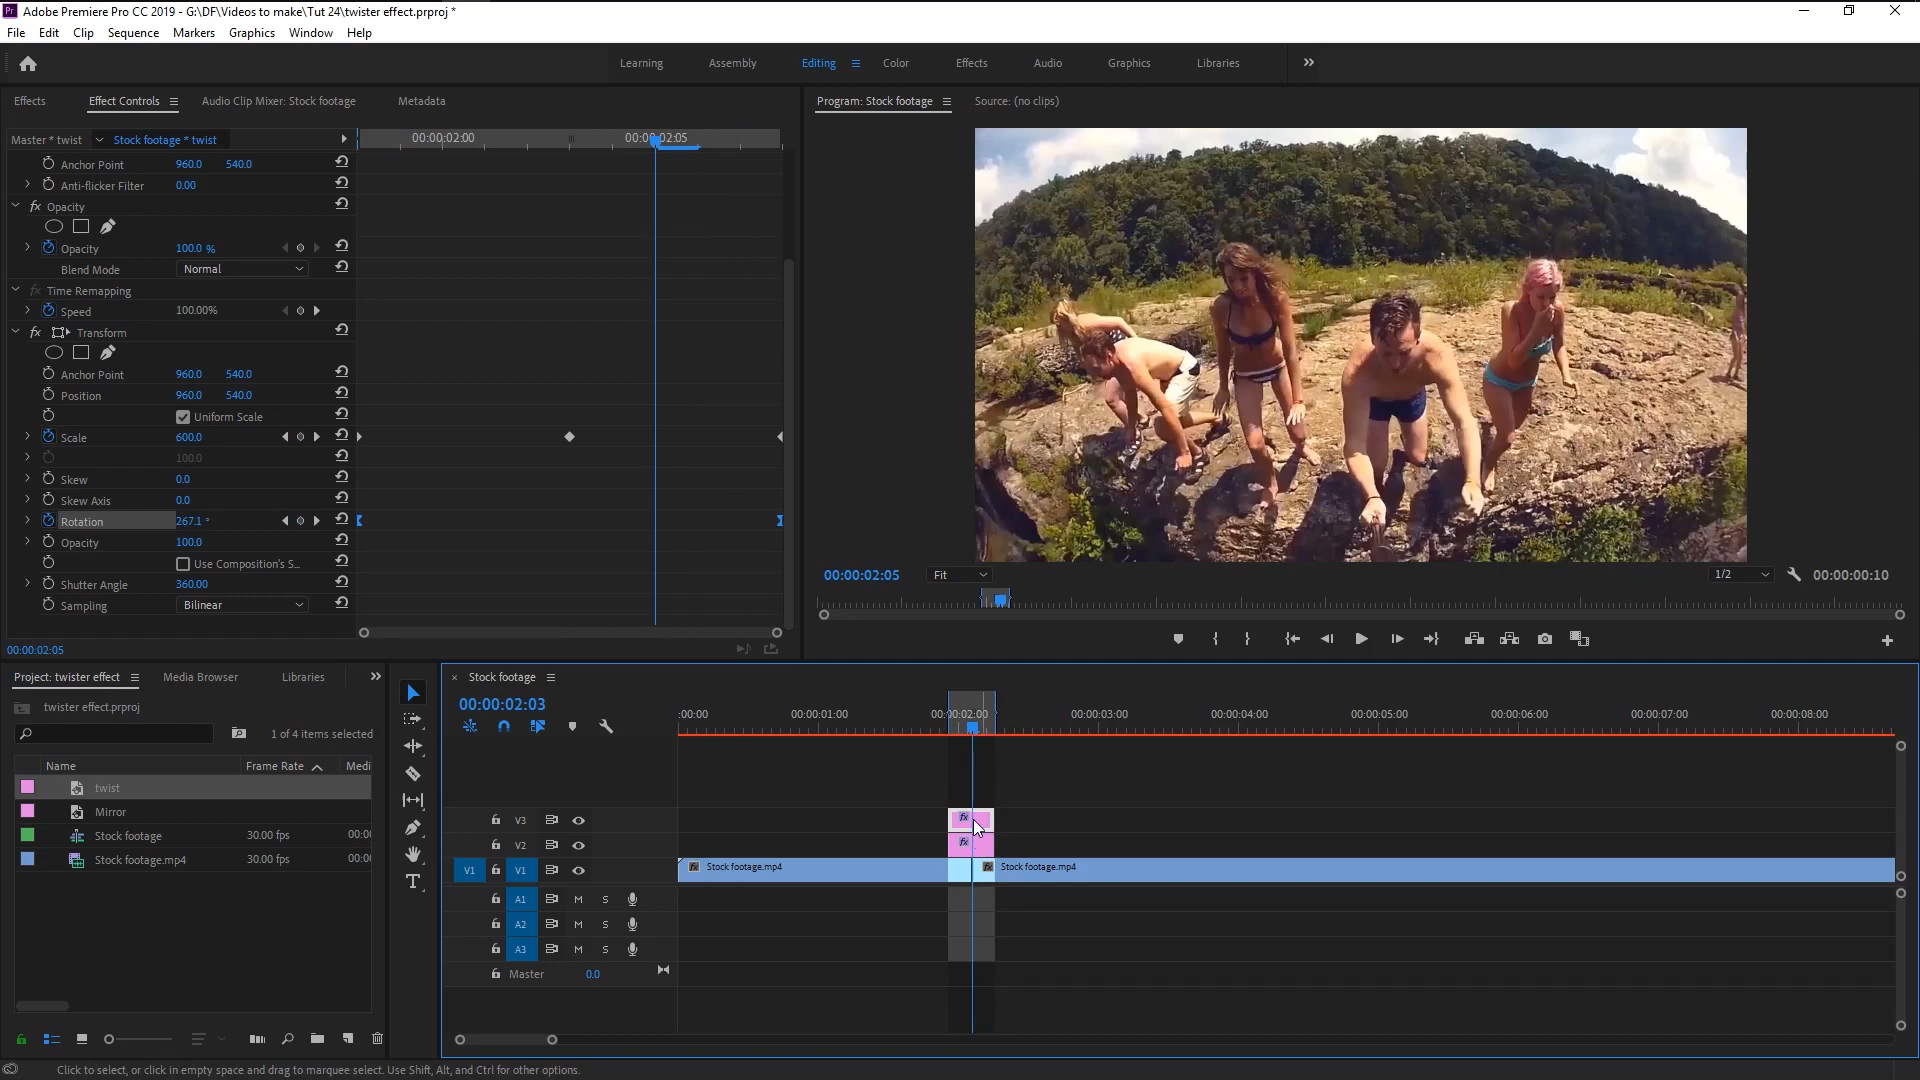 Pr Adobe Premiere Pro CC 2019 - G:\DF\Videos to make\Tut 24\twister effect.prproj *
File Edit Clip Sequence Markers Graphics Window Help
Learning Assembly Editing Color Effects Audio Graphics Libraries
Effects Effect Controls Audio Clip Mixer: Stock footage Metadata
Program: Stock footage Source: (no clips)
Master * twist Stock footage * twist 00:00:02:00 00:00:02:05
Anchor Point 960.0 540.0
Anti-flicker Filter 0.00
fx Opacity
Opacity 100.0 %
Blend Mode Normal
fx Time Remapping
Speed 100.00%
fx Transform
Anchor Point 960.0 540.0
Position 960.0 540.0
Uniform Scale
Scale 600.0
100.0
Skew 0.0
Skew Axis 0.0
Rotation 267.1 °
Opacity 100.0
Use Composition's S...
Shutter Angle 360.00
Sampling Bilinear
00:00:02:05
00:00:02:05 Fit 1/2 00:00:00:10
Project: twister effect Media Browser Libraries
twister effect.prproj
1 of 4 items selected
Name Frame Rate Medi
twist
Mirror
Stock footage 30.00 fps 00:0
Stock footage.mp4 30.00 fps 00:0
× Stock footage
00:00:02:03
:00:00 00:00:01:00 00:00:02:00 00:00:03:00 00:00:04:00 00:00:05:00 00:00:06:00 00:00:07:00 00:00:08:00
V3 fx
V2 fx
V1 V1 fx Stock footage.mp4 fx Stock footage.mp4
A1 M S
A2 M S
A3 M S
Master 0.0
Click to select, or click in empty space and drag to marquee select. Use Shift, Alt, and Ctrl for other options.